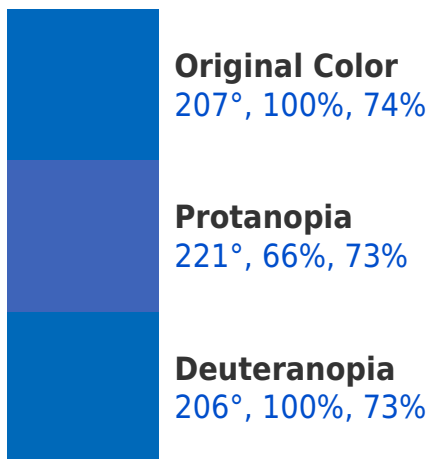 Original Color
207°, 100%, 74%
Protanopia
221°, 66%, 73%
Deuteranopia
206°, 100%, 73%